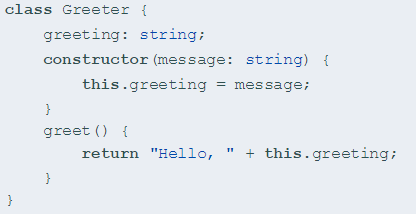 class Greeter {
    greeting: string;
    constructor(message: string) {
        this.greeting = message;
    }
    greet() {
        return "Hello, " + this.greeting;
    }
}